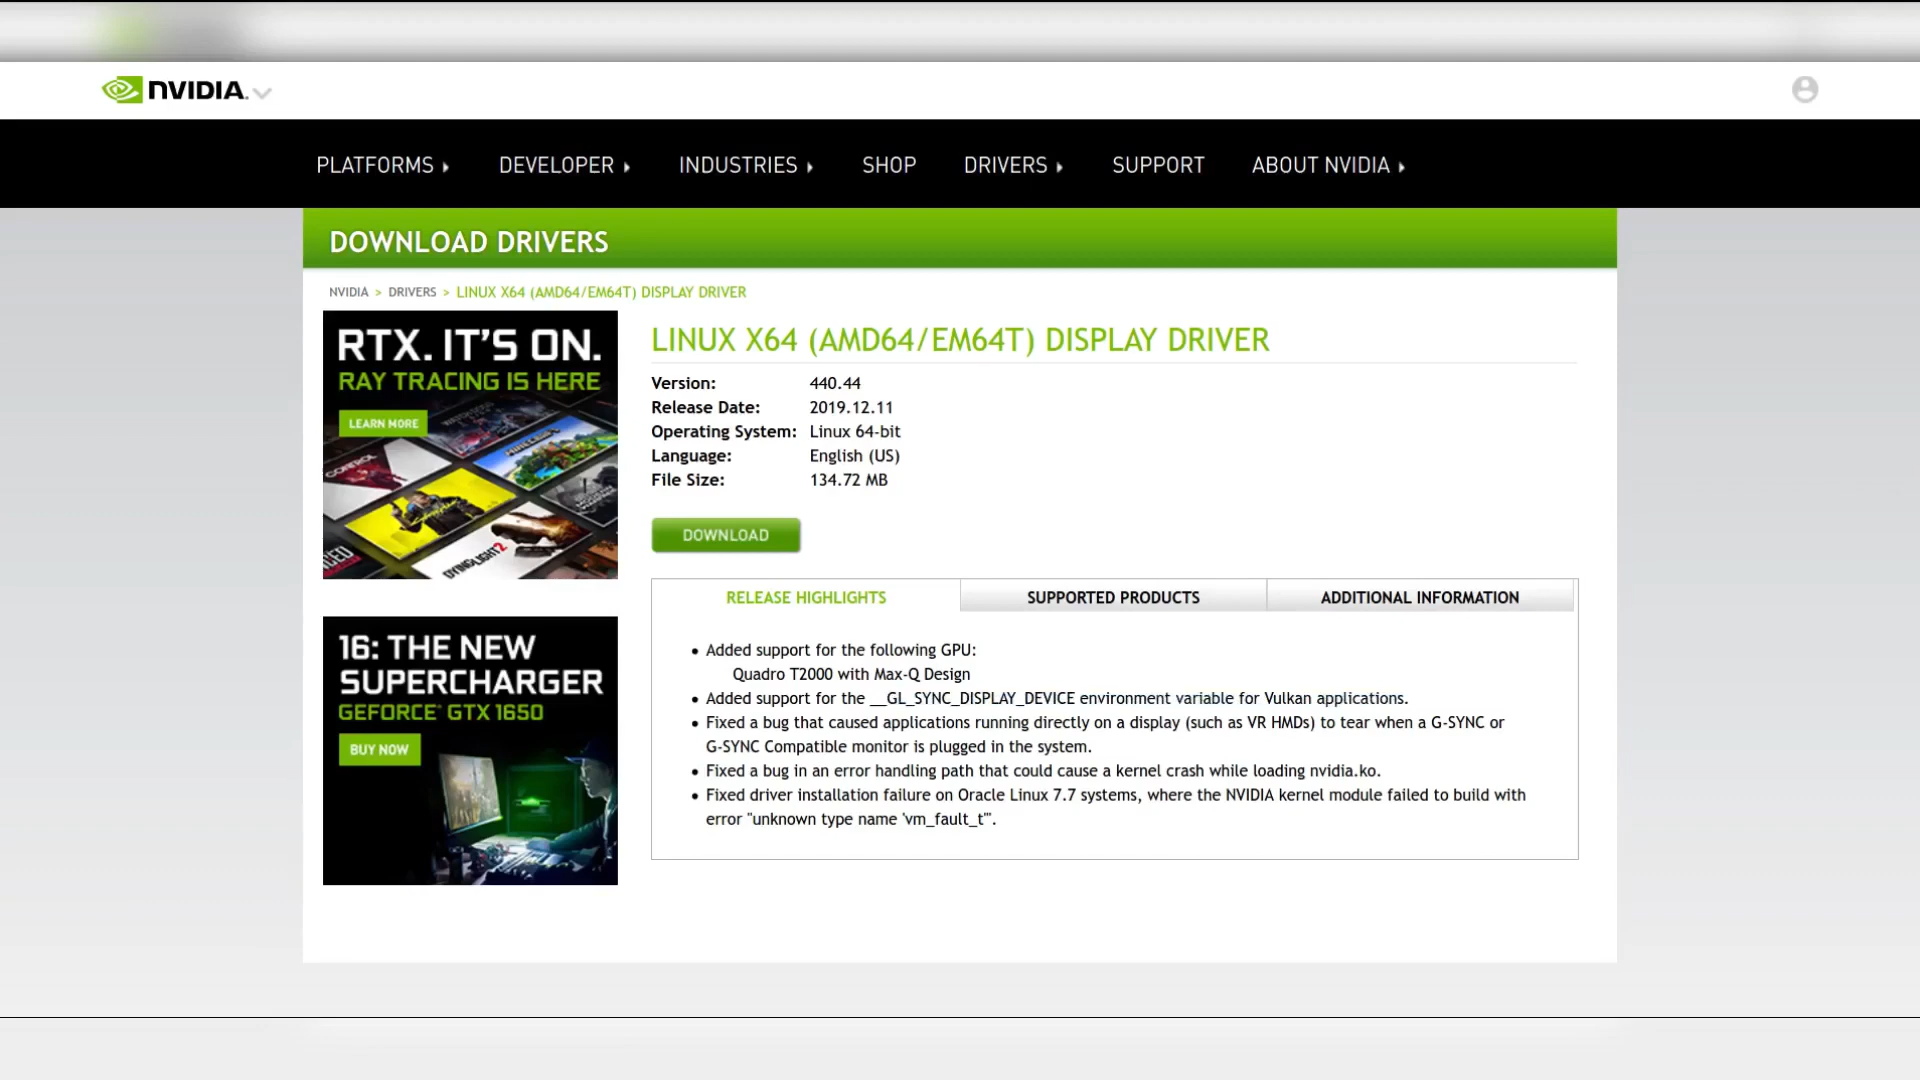 NVIDIA.
PLATFORMS
DEVELOPER
INDUSTRIES
SHOP
DRIVERS
SUPPORT
ABOUT NVIDIA
DOWNLOAD DRIVERS
NVIDIA > DRIVERS > LINUX X64 (AMD64/EM64T) DISPLAY DRIVER
RTX. IT'S ON.
RAY TRACING IS HERE
LEARN MORE
CONTROL
MINECRAFT
DYING LIGHT 2
16: THE NEW
SUPERCHARGER
GEFORCE® GTX 1650
BUY NOW
LINUX X64 (AMD64/EM64T) DISPLAY DRIVER
Version: 440.44
Release Date: 2019.12.11
Operating System: Linux 64-bit
Language: English (US)
File Size: 134.72 MB
DOWNLOAD
RELEASE HIGHLIGHTS
SUPPORTED PRODUCTS
ADDITIONAL INFORMATION
• Added support for the following GPU:
Quadro T2000 with Max-Q Design
• Added support for the __GL_SYNC_DISPLAY_DEVICE environment variable for Vulkan applications.
• Fixed a bug that caused applications running directly on a display (such as VR HMDs) to tear when a G-SYNC or
G-SYNC Compatible monitor is plugged in the system.
• Fixed a bug in an error handling path that could cause a kernel crash while loading nvidia.ko.
• Fixed driver installation failure on Oracle Linux 7.7 systems, where the NVIDIA kernel module failed to build with
error "unknown type name 'vm_fault_t'".